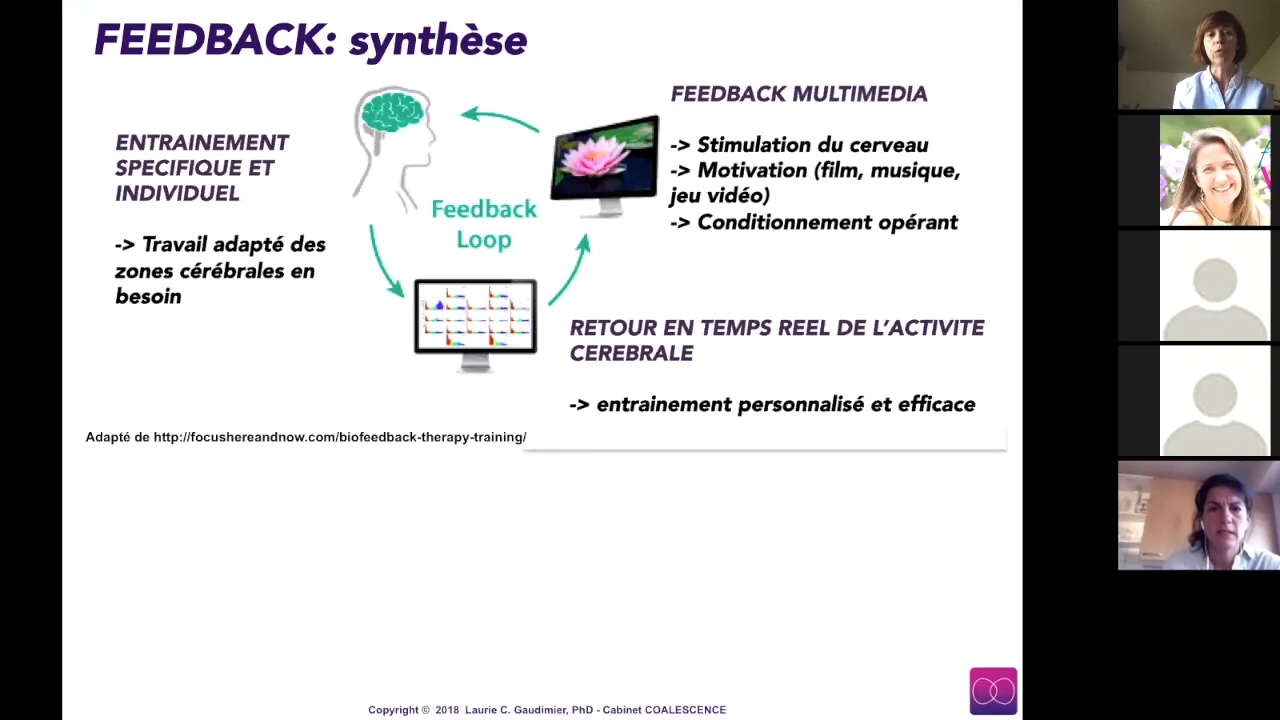 FEEDBACK: synthèse
ENTRAINEMENT
SPECIFIQUE ET
INDIVIDUEL
-> Travail adapté des
zones cérébrales en
besoin
Feedback
Loop
FEEDBACK MULTIMEDIA
-> Stimulation du cerveau
-> Motivation (film, musique,
jeu vidéo)
-> Conditionnement opérant
RETOUR EN TEMPS REEL DE L’ACTIVITE
CEREBRALE
-> entrainement personnalisé et efficace
Adapté de http://focushereandnow.com/biofeedback-therapy-training/
Copyright © 2018 Laurie C. Gaudimier, PhD - Cabinet COALESCENCE